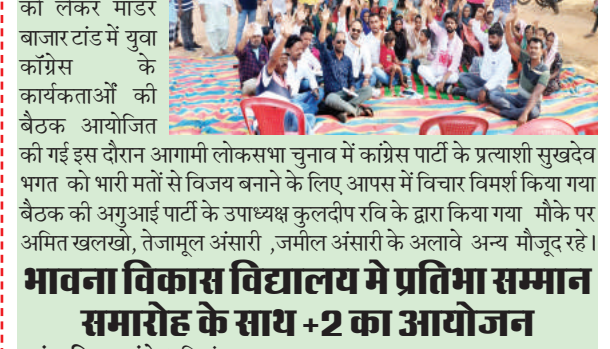 को लेकर मांडर
बाजार टांड में युवा
कॉंग्रेस के
कार्यकताओं की
बैठक आयोजित
की गई इस दौरान आगामी लोकसभा चुनाव में कांग्रेस पार्टी के प्रत्याशी सुखदेव
भगत को भारी मतों से विजय बनाने के लिए आपस में विचार विमर्श किया गया
बैठक की अगुआई पार्टी के उपाध्यक्ष कुलदीप रवि के द्वारा किया गया मौके पर
अमित खलखो, तेजामूल अंसारी ,जमील अंसारी के अलावे अन्य मौजूद रहे।
भावना विकास विद्यालय मे प्रतिभा सम्मान
समारोह के साथ +2 का आयोजन